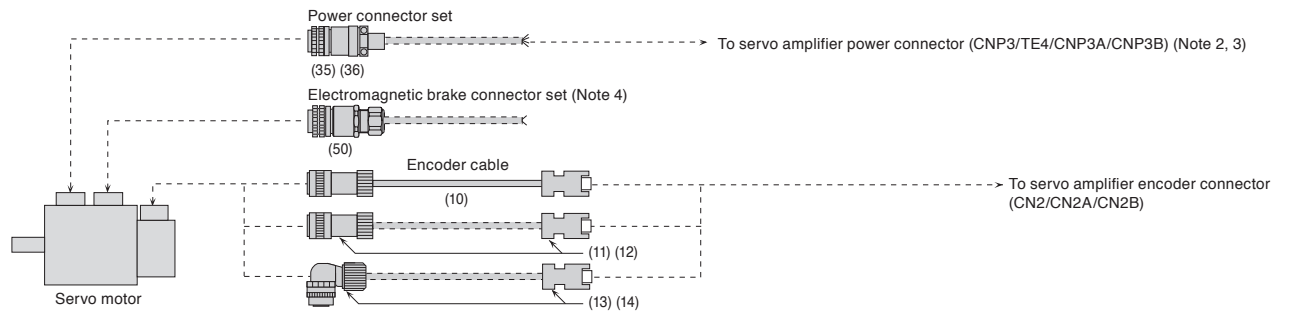 Power connector set
To servo amplifier power connector (CNP3/TE4/CNP3A/CNP3B) (Note 2, 3)
(35) (36)
Electromagnetic brake connector set (Note 4)
(50)
Encoder cable
(10)
To servo amplifier encoder connector
(CN2/CN2A/CN2B)
(11) (12)
(13) (14)
Servo motor